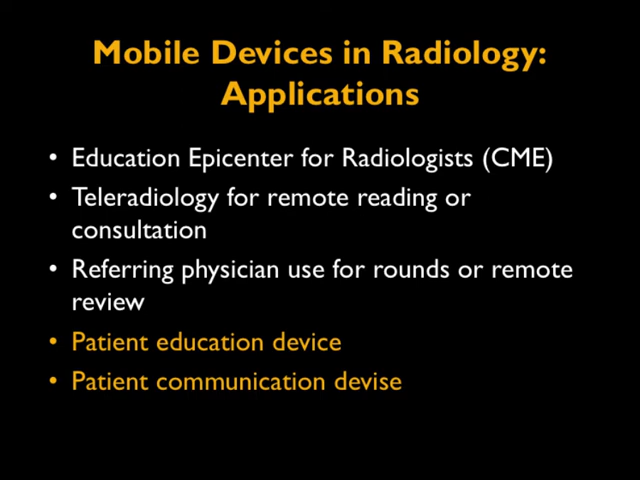 Mobile Devices in Radiology:
Applications
• Education Epicenter for Radiologists (CME)
• Teleradiology for remote reading or
consultation
• Referring physician use for rounds or remote
review
• Patient education device
• Patient communication devise